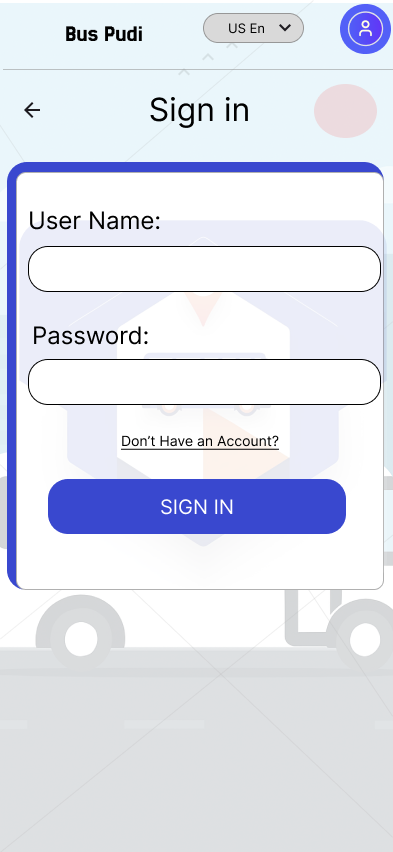 Bus Pudi
US En
Sign in
User Name:
Password:
Don’t Have an Account?
SIGN IN